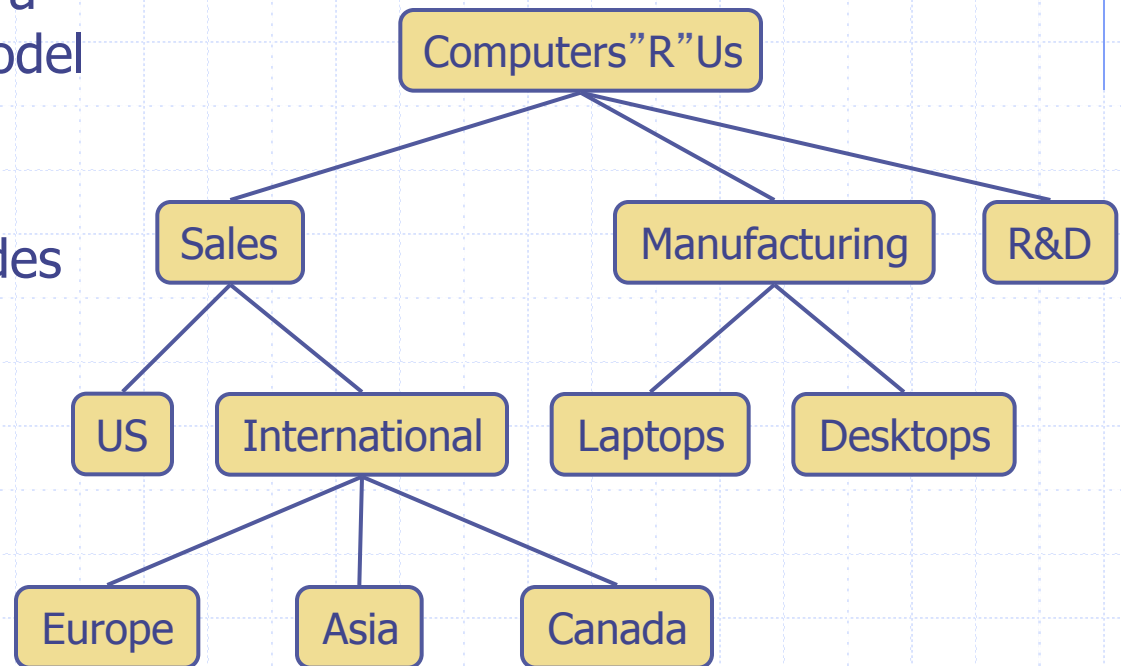 Computers”R”Us
Sales
Manufacturing
R&D
US
International
Laptops
Desktops
Europe
Asia
Canada